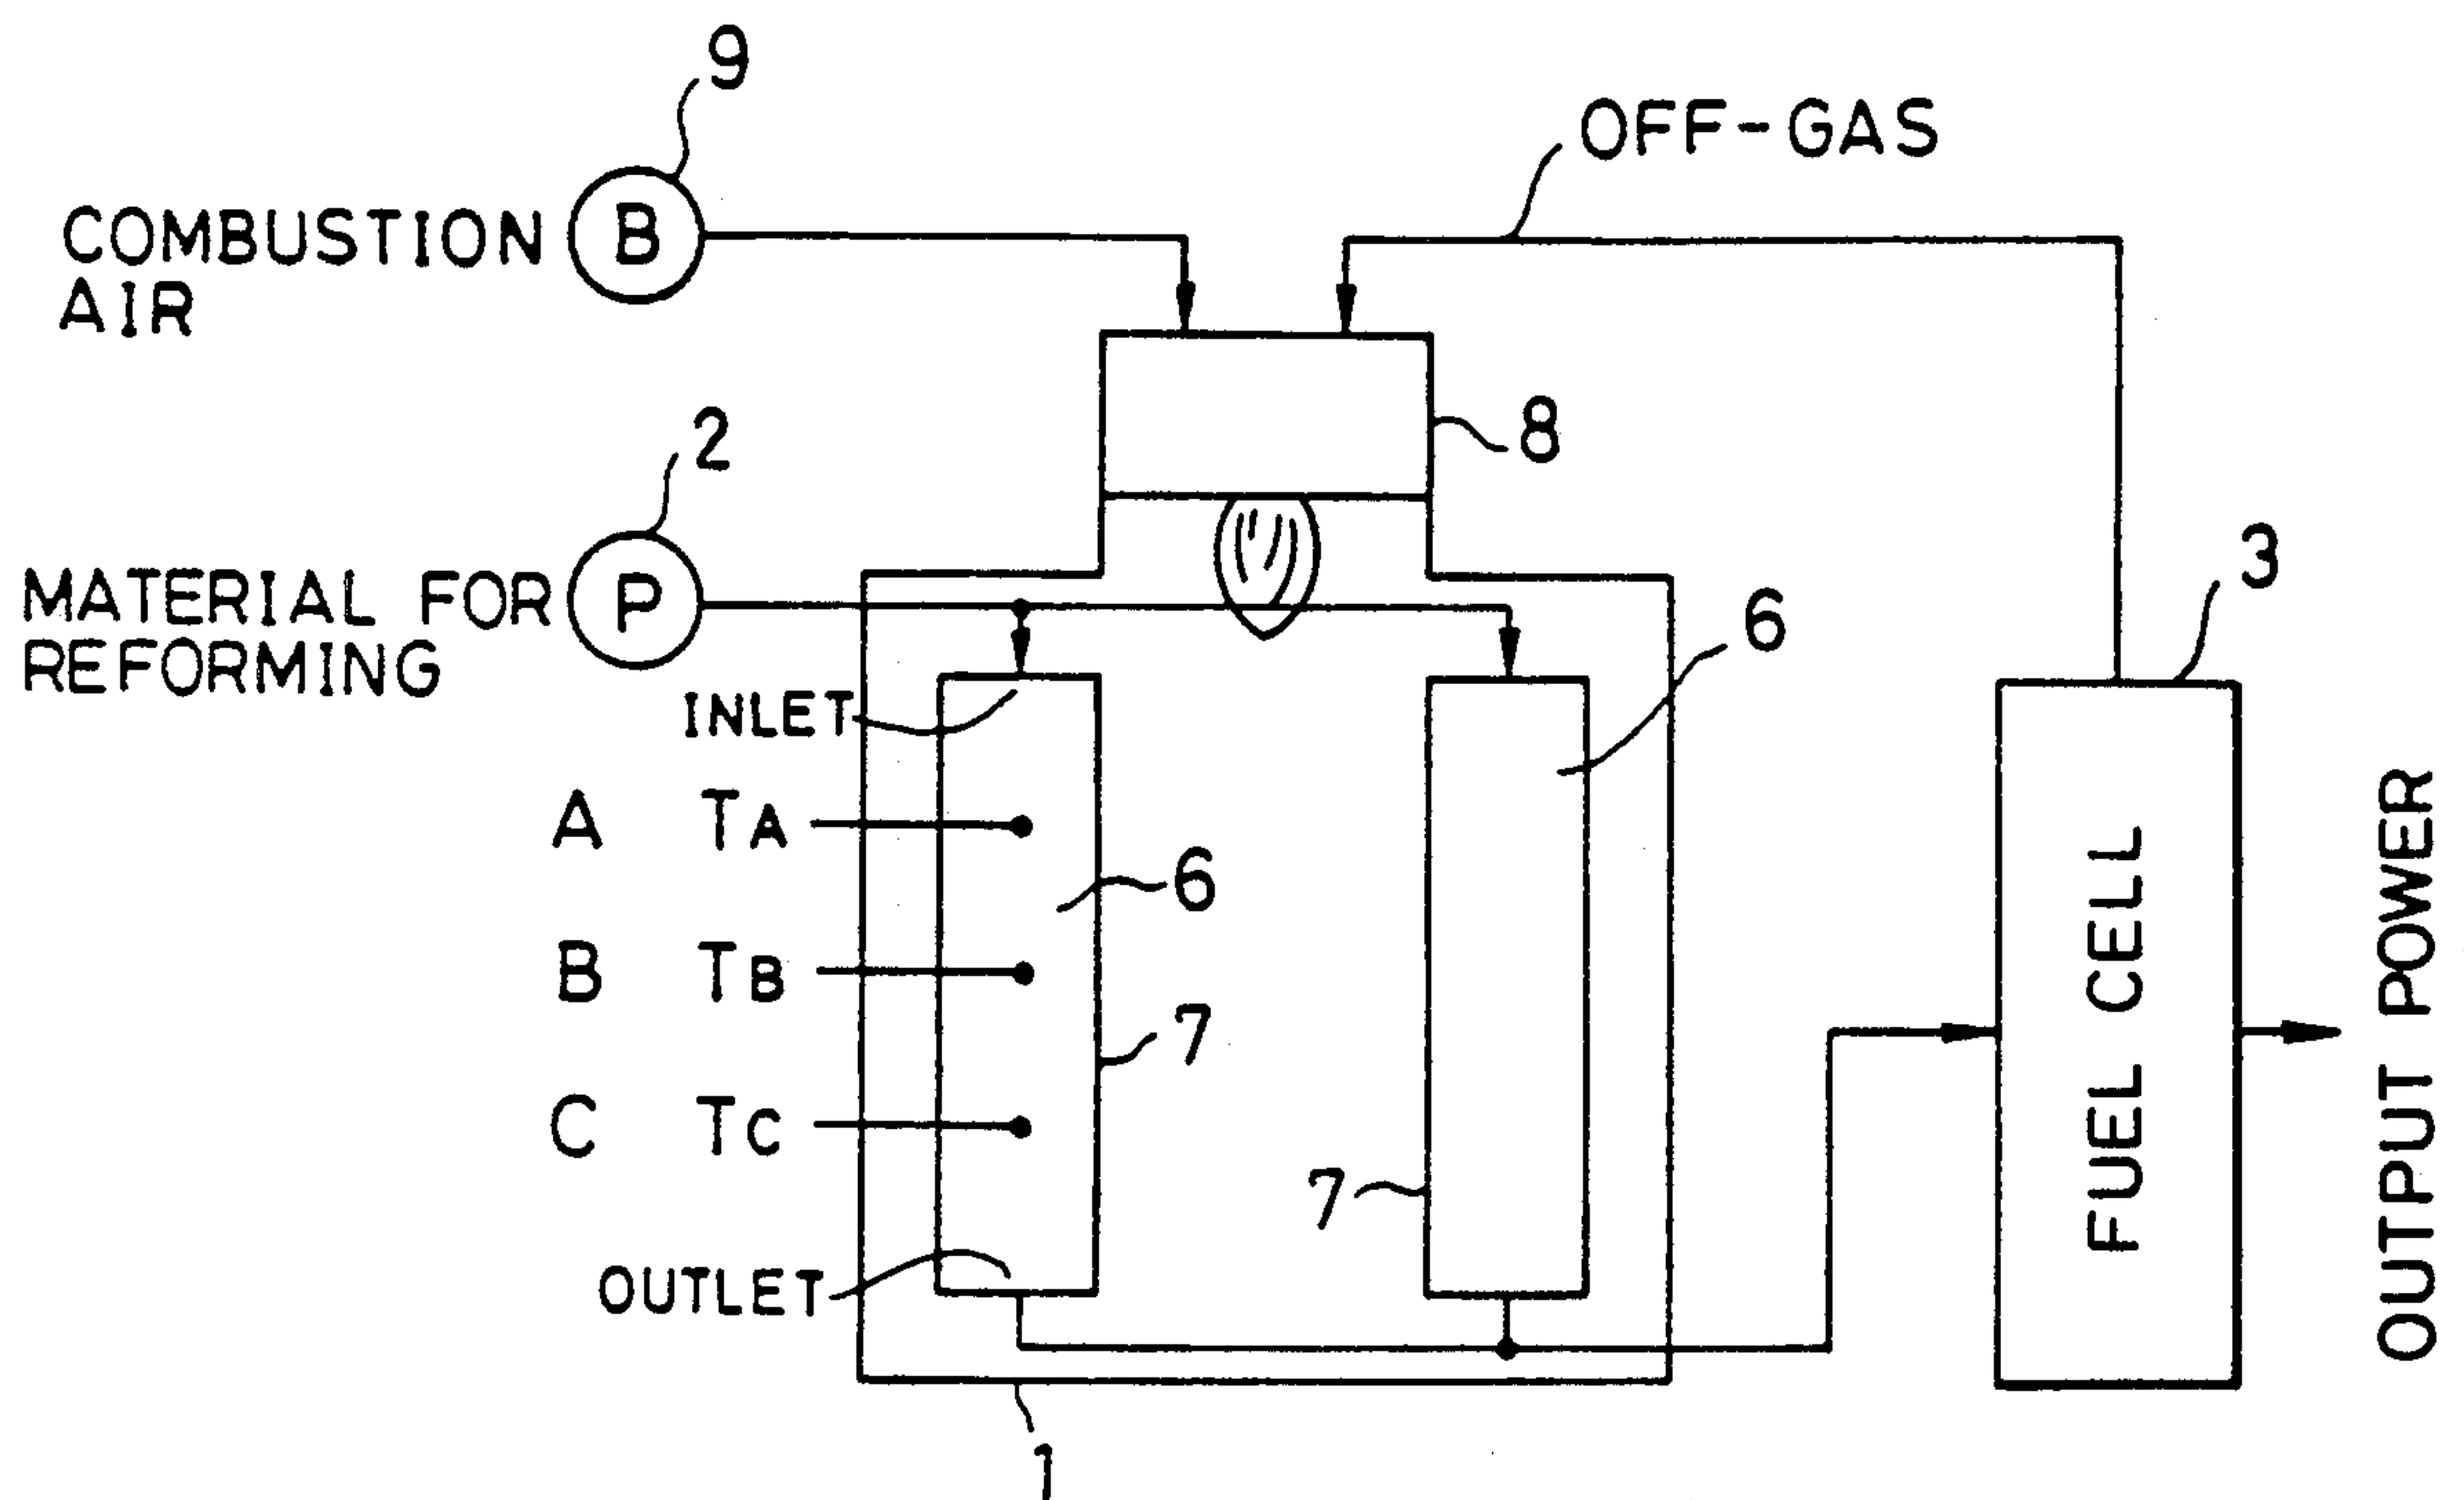 9
OFF-GAS
COMBUSTION
AIR
B
8
2
MATERIAL FOR
REFORMING
P
3
6
INLET
A TA
6
B TB
7
C TC
7
OUTLET
FUEL CELL
OUTPUT POWER
1